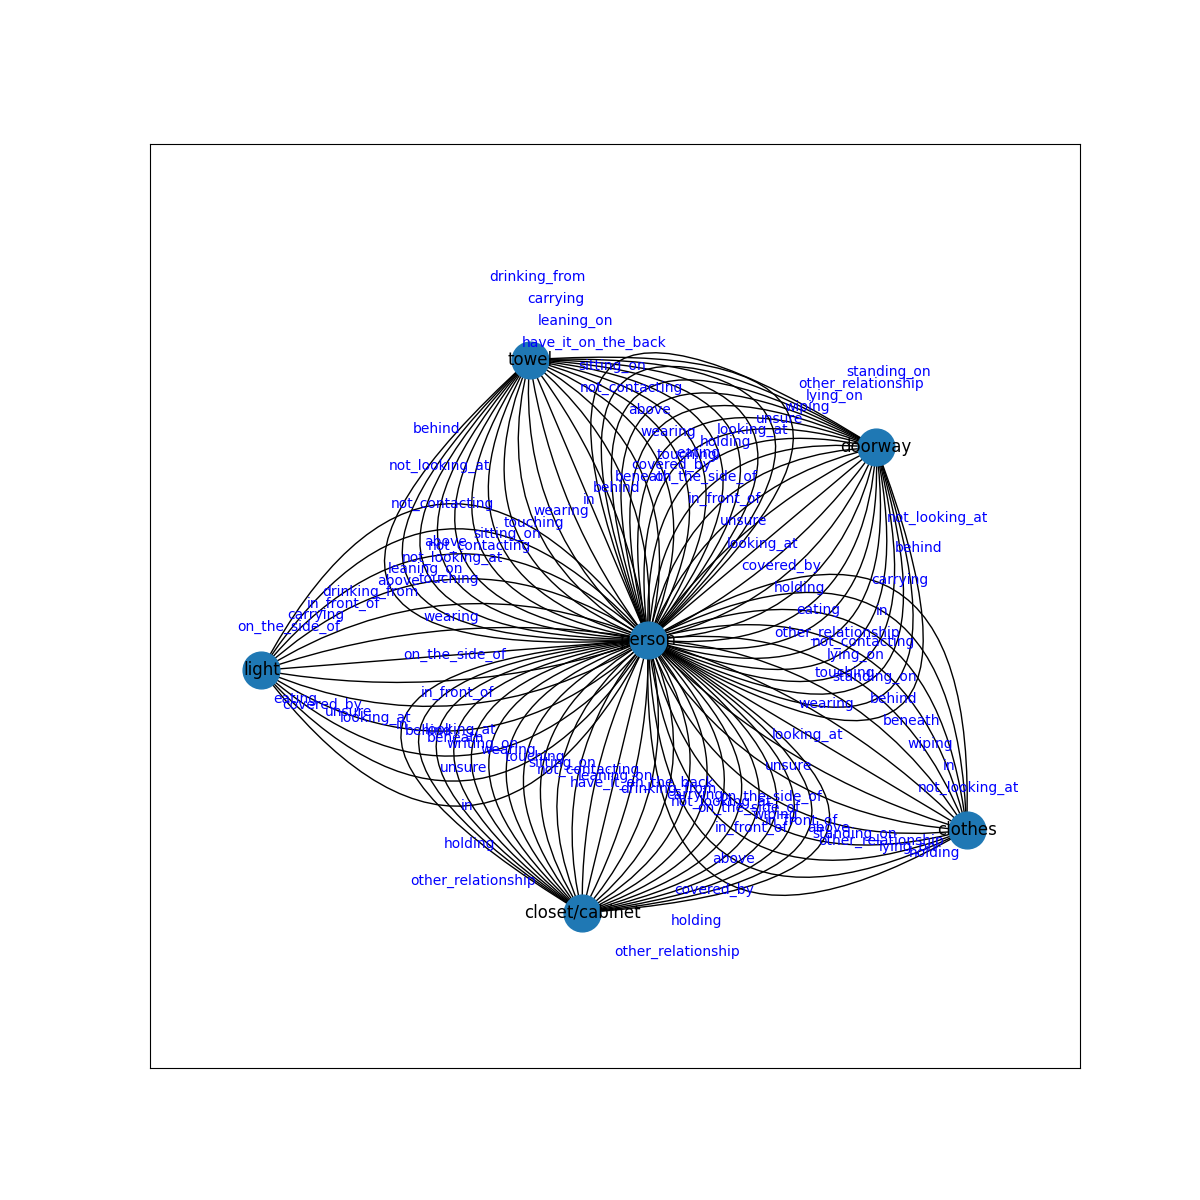 drinking_from
carrying
leaning_on
have_it_on_the_back
towel
sitting_on
standing_on
other_relationship
not_contacting
lying_on
wiping
above
unsure
behind
wearing
looking_at
holding
doorway
touching
eating
covered_by
not_looking_at
beneath
on_the_side_of
behind
in
in_front_of
not_contacting
wearing
not_looking_at
unsure
touching
sitting_on
above
not_contacting
looking_at
behind
not_looking_at
covered_by
leaning_on
above
touching
carrying
drinking_from
holding
in_front_of
eating
in
carrying
wearing
on_the_side_of
other_relationship
person
not_contacting
on_the_side_of
lying_on
light
touching
standing_on
in_front_of
eating
covered_by
behind
wearing
unsure
looking_at
beneath
in
behind
looking_at
looking_at
beneath
writing_on
wiping
wearing
touching
sitting_on
unsure
not_contacting
unsure
in
leaning_on
have_it_on_the_back
drinking_from
not_looking_at
carrying
on_the_side_of
not_looking_at
in
on_the_side_of
wiping
in_front_of
in_front_of
above
standing_on
clothes
holding
other_relationship
lying_on
holding
above
other_relationship
covered_by
closet/cabinet
holding
other_relationship